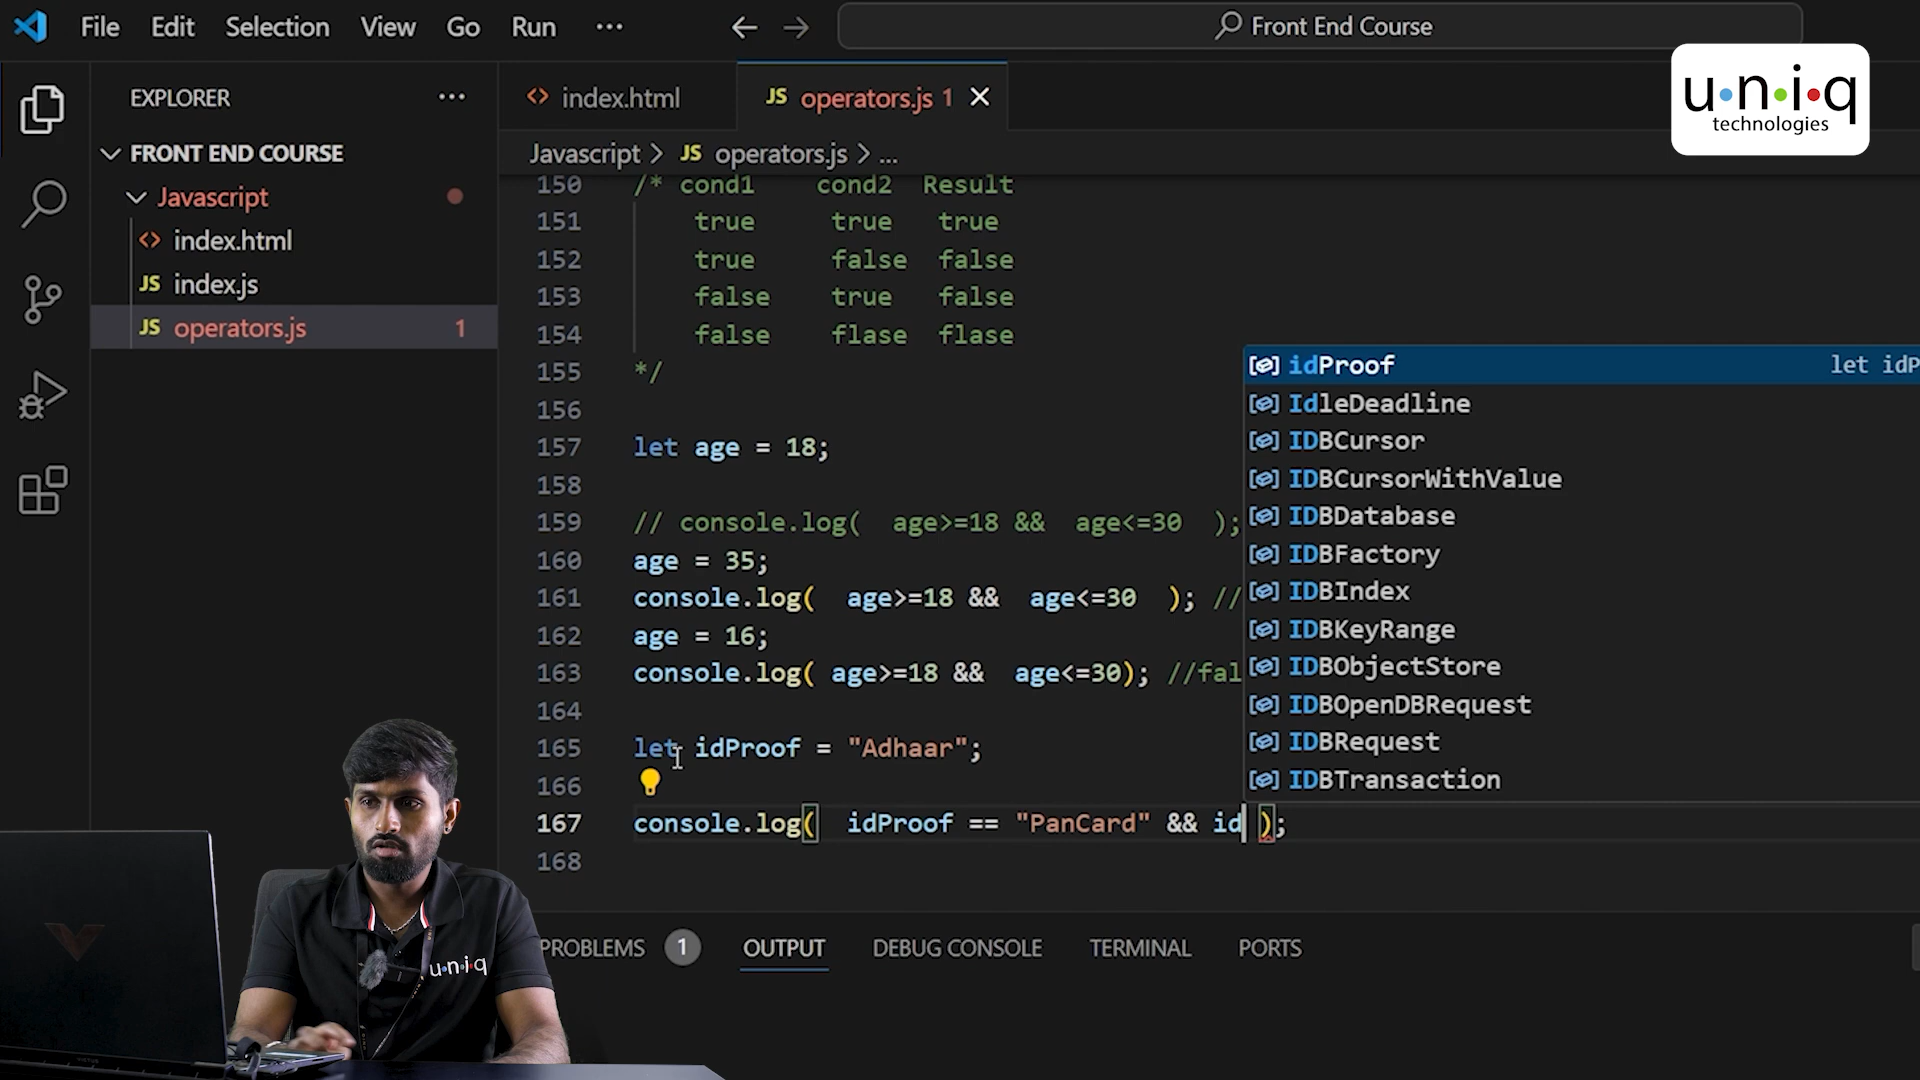 File Edit Selection View Go Run ··· Front End Course
u·n·i·q
technologies
EXPLORER ···
FRONT END COURSE
Javascript
index.html
index.js
operators.js 1
index.html operators.js 1
Javascript > JS operators.js > ...
150 /* cond1 cond2 Result
151 true true true
152 true false false
153 false true false
154 false flase flase
155 */
156
157 let age = 18;
158
159 // console.log(  age>=18 &&  age<=30  );
160 age = 35;
161 console.log(  age>=18 &&  age<=30  ); //
162 age = 16;
163 console.log( age>=18 &&  age<=30); //fal
164
165 let idProof = "Adhaar";
166
167 console.log(  idProof == "PanCard" && id );
168
idProof let idP
IdleDeadline
IDBCursor
IDBCursorWithValue
IDBDatabase
IDBFactory
IDBIndex
IDBKeyRange
IDBObjectStore
IDBOpenDBRequest
IDBRequest
IDBTransaction
PROBLEMS 1 OUTPUT DEBUG CONSOLE TERMINAL PORTS
u·n·i·q